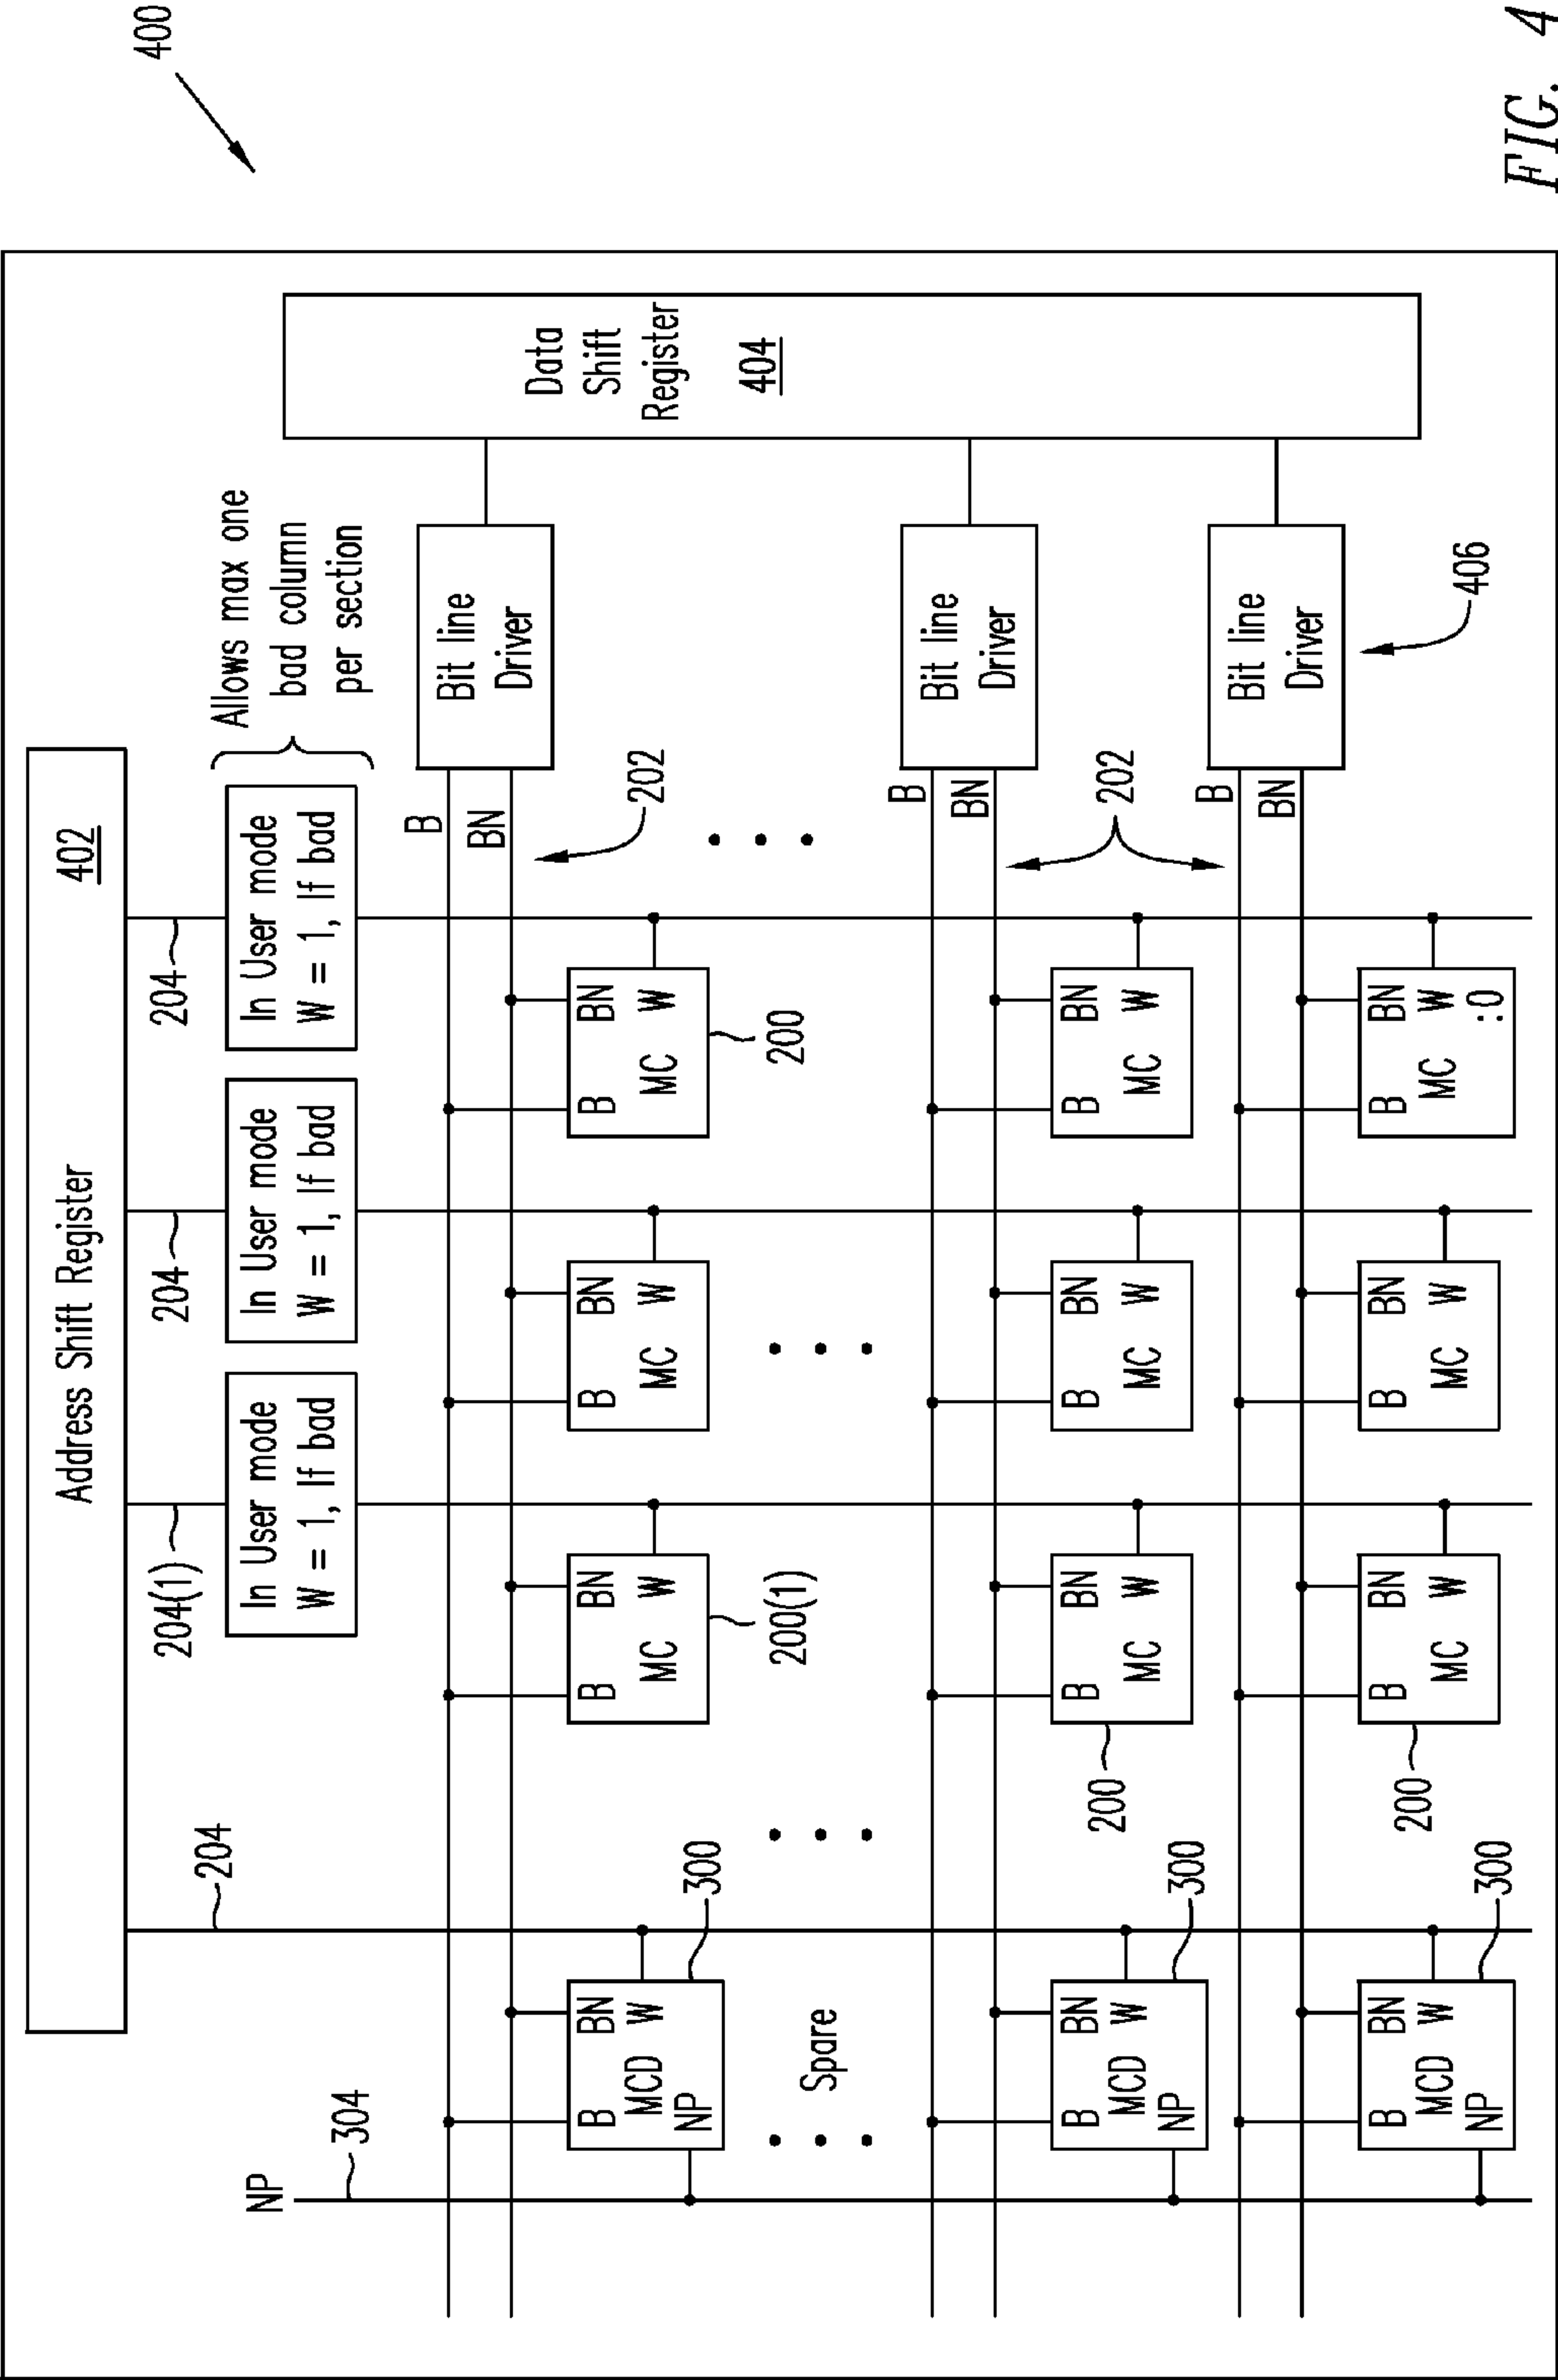 400
Address Shift Register
402
204
204(1)
204
204
In User mode
W = 1, If bad
In User mode
W = 1, If bad
In User mode
W = 1, If bad
Allows max one
bad column
per section
NP
304
B
BN
202
Bit line
Driver
Data
Shift
Register
404
B BN
MCD W
NP
300
B BN
MC W
200(1)
B BN
MC W
B BN
MC W
200
Spare
B
BN
202
Bit line
Driver
B BN
MCD W
NP
300
B BN
MC W
200
B BN
MC W
B BN
MC W
B
BN
Bit line
Driver
406
B BN
MCD W
NP
300
B BN
MC W
200
B BN
MC W
B BN
MC W
:0
FIG. 4